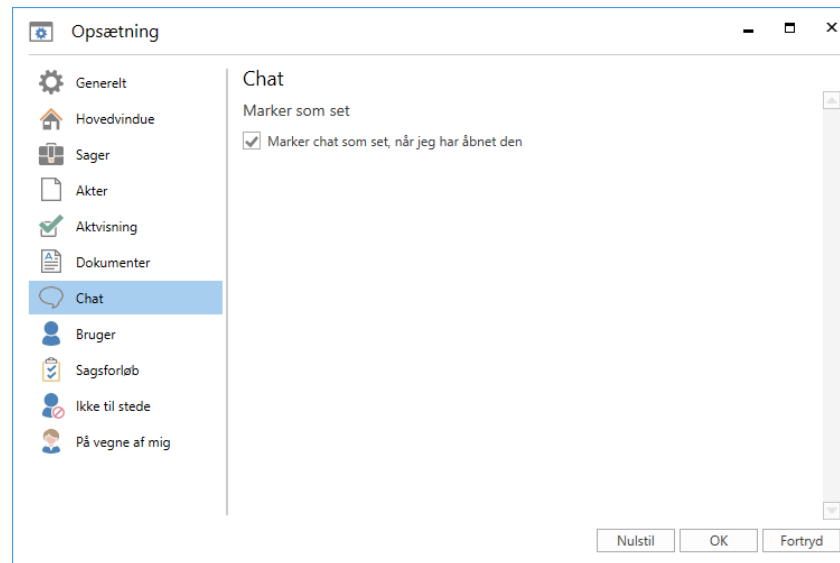 Opsætning
Generelt
Hovedvindue
Sager
Akter
Aktvisning
Dokumenter
Chat
Bruger
Sagsforløb
Ikke til stede
På vegne af mig
Chat
Marker som set
Marker chat som set, når jeg har åbnet den
Nulstil
OK
Fortryd